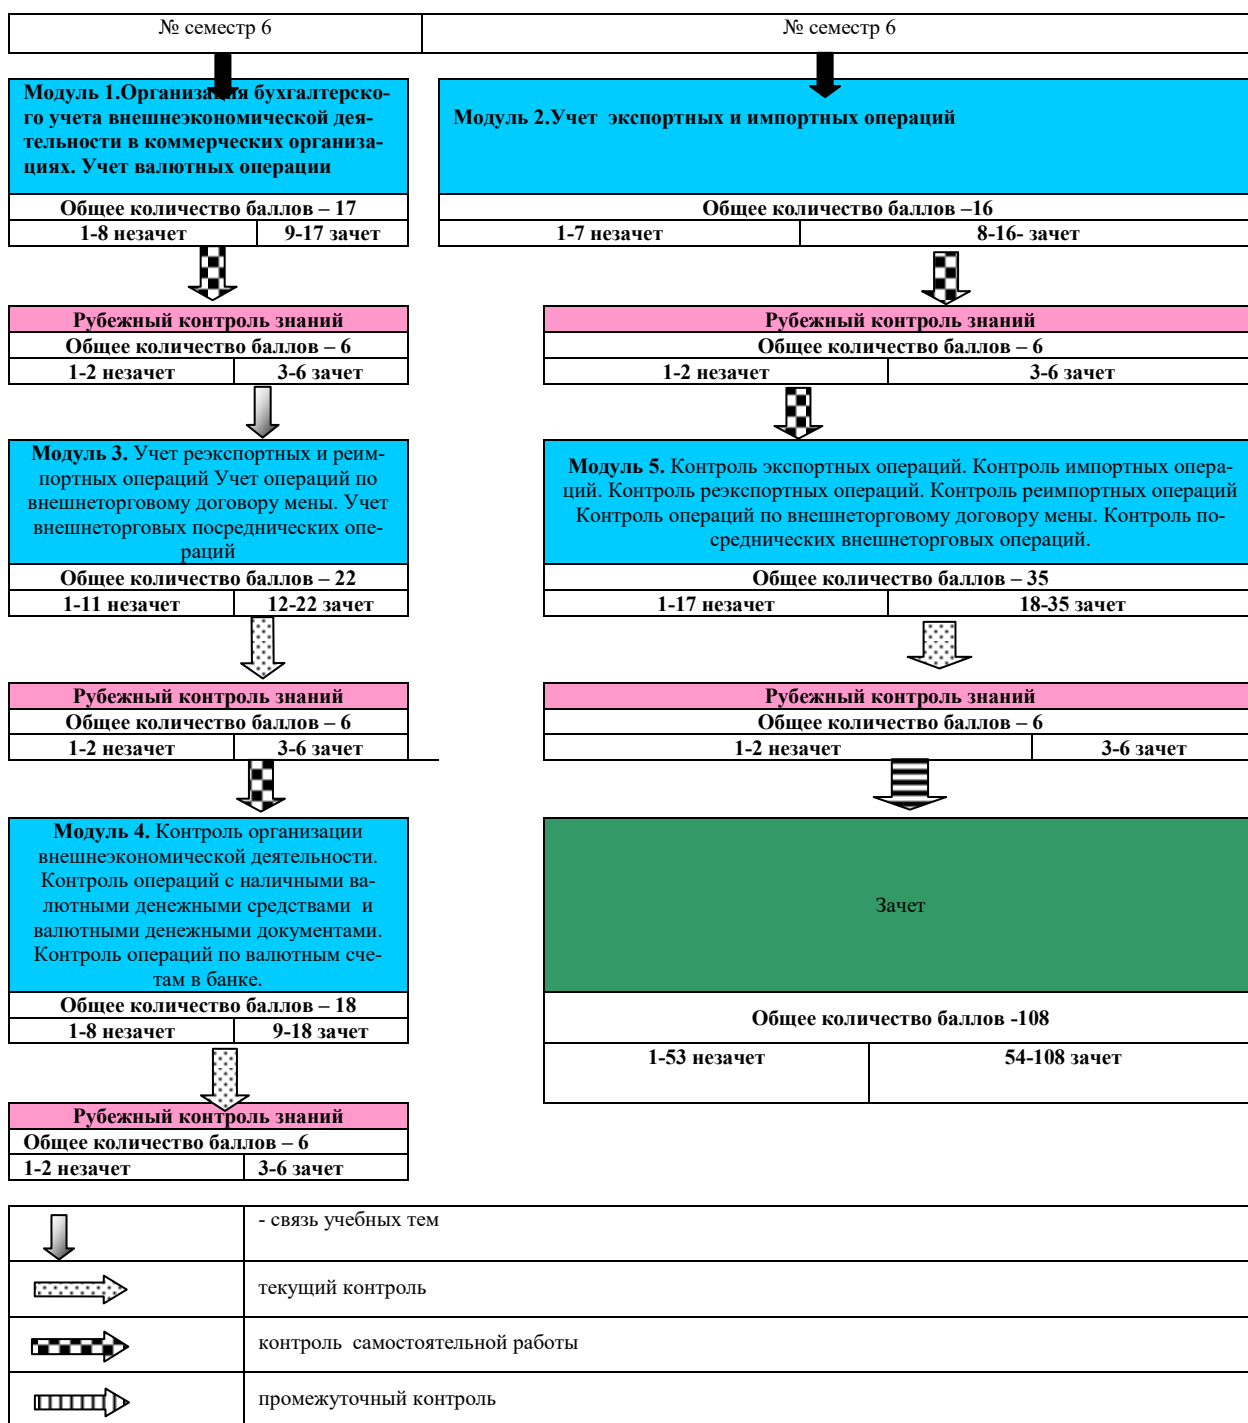 № семестр 6
№ семестр 6
Модуль 1.Организация бухгалтерско-
го учета внешнеэкономической дея-
тельности в коммерческих организа-
циях. Учет валютных операции
Общее количество баллов – 17
1-8 незачет
9-17 зачет
Модуль 2.Учет экспортных и импортных операций
Общее количество баллов –16
1-7 незачет
8-16- зачет
Рубежный контроль знаний
Общее количество баллов – 6
1-2 незачет
3-6 зачет
Рубежный контроль знаний
Общее количество баллов – 6
1-2 незачет
3-6 зачет
Модуль 3. Учет реэкспортных и реим-
портных операций Учет операций по
внешнеторговому договору мены. Учет
внешнеторговых посреднических опе-
раций
Общее количество баллов – 22
1-11 незачет
12-22 зачет
Модуль 5. Контроль экспортных операций. Контроль импортных опера-
ций. Контроль реэкспортных операций. Контроль реимпортных операций
Контроль операций по внешнеторговому договору мены. Контроль по-
среднических внешнеторговых операций.
Общее количество баллов – 35
1-17 незачет
18-35 зачет
Рубежный контроль знаний
Общее количество баллов – 6
1-2 незачет
3-6 зачет
Рубежный контроль знаний
Общее количество баллов – 6
1-2 незачет
3-6 зачет
Модуль 4. Контроль организации
внешнеэкономической деятельности.
Контроль операций с наличными ва-
лютными денежными средствами и
валютными денежными документами.
Контроль операций по валютным сче-
там в банке.
Общее количество баллов – 18
1-8 незачет
9-18 зачет
Зачет
Общее количество баллов -108
1-53 незачет
54-108 зачет
Рубежный контроль знаний
Общее количество баллов – 6
1-2 незачет
3-6 зачет
- связь учебных тем
текущий контроль
контроль самостоятельной работы
промежуточный контроль